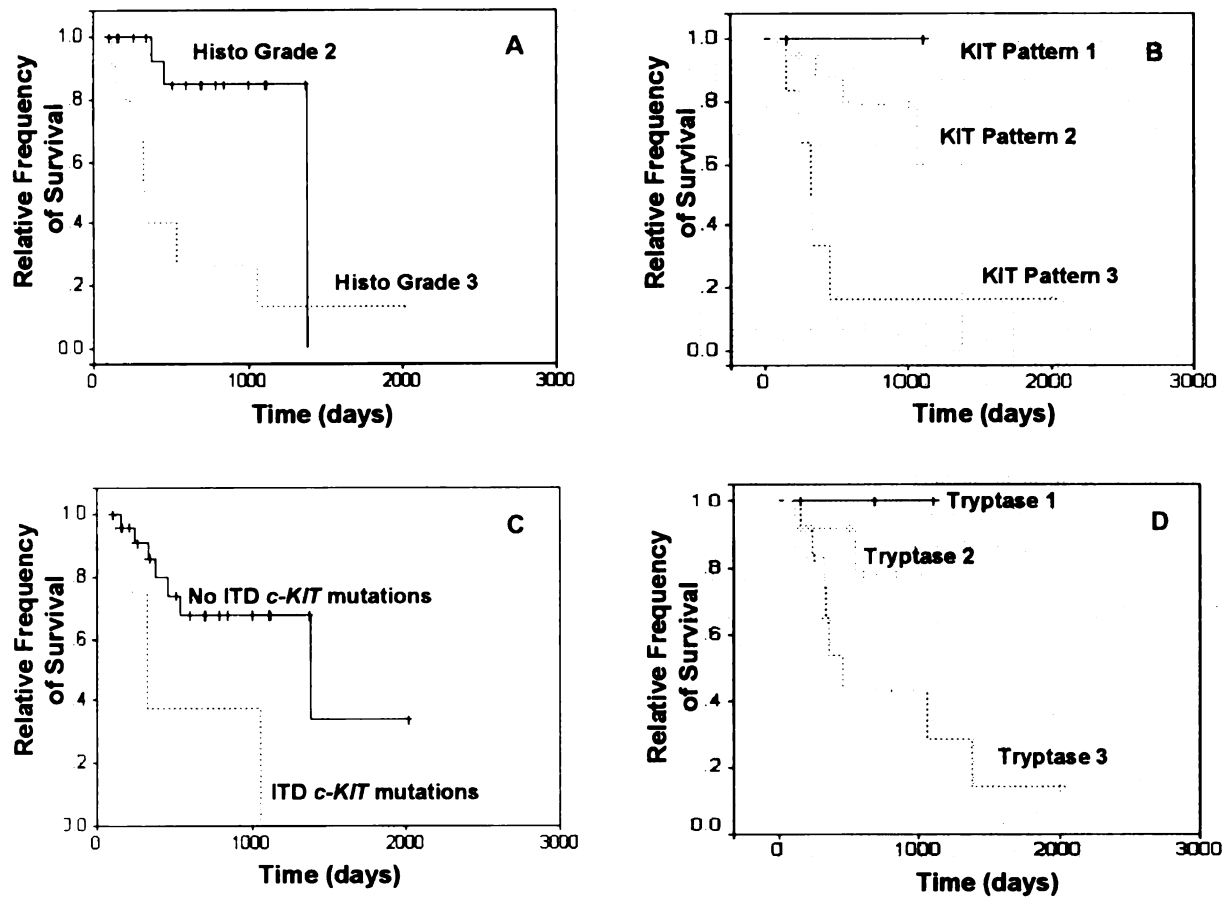 A
Relative Frequency
of Survival
1.0
.8
.6
.4
.2
0.0
Histo Grade 2
Histo Grade 3
0
1000
2000
3000
Time (days)
B
Relative Frequency
of Survival
1.0
.8
.6
.4
.2
0.0
KIT Pattern 1
KIT Pattern 2
KIT Pattern 3
0
1000
2000
3000
Time (days)
C
Relative Frequency
of Survival
1.0
.8
.6
.4
.2
0.0
No ITD c-KIT mutations
ITD c-KIT mutations
0
1000
2000
3000
Time (days)
D
Relative Frequency
of Survival
1.0
.8
.6
.4
.2
0.0
Tryptase 1
Tryptase 2
Tryptase 3
0
1000
2000
3000
Time (days)